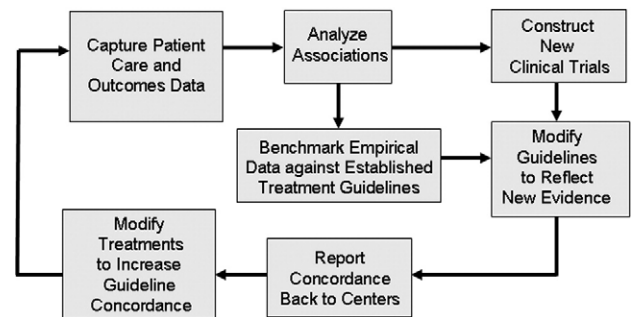 Capture Patient
Care and
Outcomes Data
Analyze
Associations
Construct
New
Clinical Trials
Benchmark Empirical
Data against Established
Treatment Guidelines
Modify
Guidelines
to Reflect
New Evidence
Report
Concordance
Back to Centers
Modify
Treatments
to Increase
Guideline
Concordance